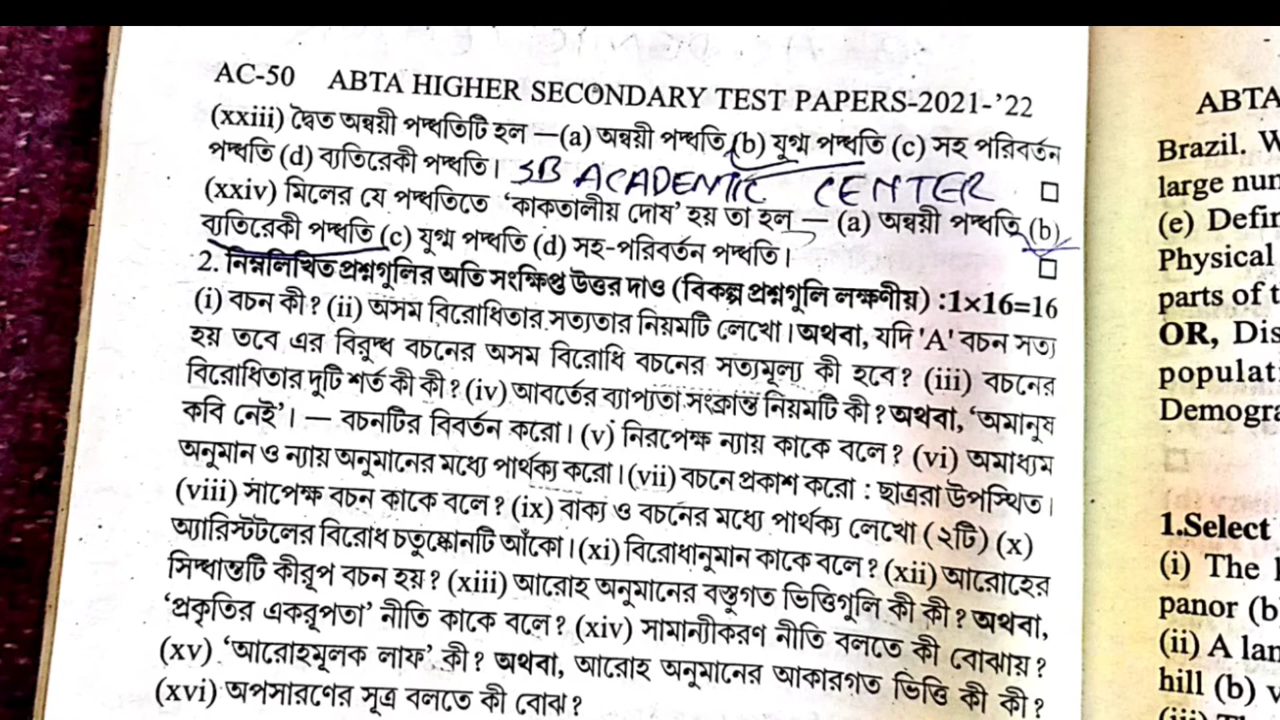 AC-50 ABTA HIGHER SECONDARY TEST PAPERS-2021-'22
(xxiii) দ্বৈত অন্বয়ী পদ্ধতিটি হল —(a) অন্বয়ী পদ্ধতি (b) যুগ্ম পদ্ধতি (c) সহ পরিবর্তন
পদ্ধতি (d) ব্যতিরেকী পদ্ধতি।
SB ACADEMIC CENTER
(xxiv) মিলের যে পদ্ধতিতে ‘কাকতালীয় দোষ’ হয় তা হল — (a) অন্বয়ী পদ্ধতি (b)
ব্যতিরেকী পদ্ধতি (c) যুগ্ম পদ্ধতি (d) সহ-পরিবর্তন পদ্ধতি।
2. নিম্নলিখিত প্রশ্নগুলির অতি সংক্ষিপ্ত উত্তর দাও (বিকল্প প্রশ্নগুলি লক্ষণীয়) :1×16=16
(i) বচন কী? (ii) অসম বিরোধিতার সত্যতার নিয়মটি লেখো। অথবা, যদি 'A' বচন সত্য
হয় তবে এর বিরুদ্ধ বচনের অসম বিরোধি বচনের সত্যমূল্য কী হবে? (iii) বচনের
বিরোধিতার দুটি শর্ত কী কী? (iv) আবর্তের ব্যাপ্যতা সংক্রান্ত নিয়মটি কী? অথবা, ‘অমানুষ
কবি নেই’। — বচনটির বিবর্তন করো। (v) নিরপেক্ষ ন্যায় কাকে বলে? (vi) অমাধ্যম
অনুমান ও ন্যায় অনুমানের মধ্যে পার্থক্য করো। (vii) বচনে প্রকাশ করো : ছাত্ররা উপস্থিত।
(viii) সাপেক্ষ বচন কাকে বলে? (ix) বাক্য ও বচনের মধ্যে পার্থক্য লেখো (২টি) (x)
অ্যারিস্টটলের বিরোধ চতুষ্কোনটি আঁকো। (xi) বিরোধানুমান কাকে বলে? (xii) আরোহের
সিদ্ধান্তটি কীরূপ বচন হয়? (xiii) আরোহ অনুমানের বস্তুগত ভিত্তিগুলি কী কী? অথবা,
‘প্রকৃতির একরূপতা’ নীতি কাকে বলে? (xiv) সামান্যীকরণ নীতি বলতে কী বোঝায়?
(xv) ‘আরোহমূলক লাফ’ কী? অথবা, আরোহ অনুমানের আকারগত ভিত্তি কী কী?
(xvi) অপসারণের সূত্র বলতে কী বোঝ?
ABTA
Brazil. W
large nun
(e) Defin
Physical
parts of t
OR, Dis
populat
Demogra
1.Select
(i) The
panor (b
(ii) A lan
hill (b)